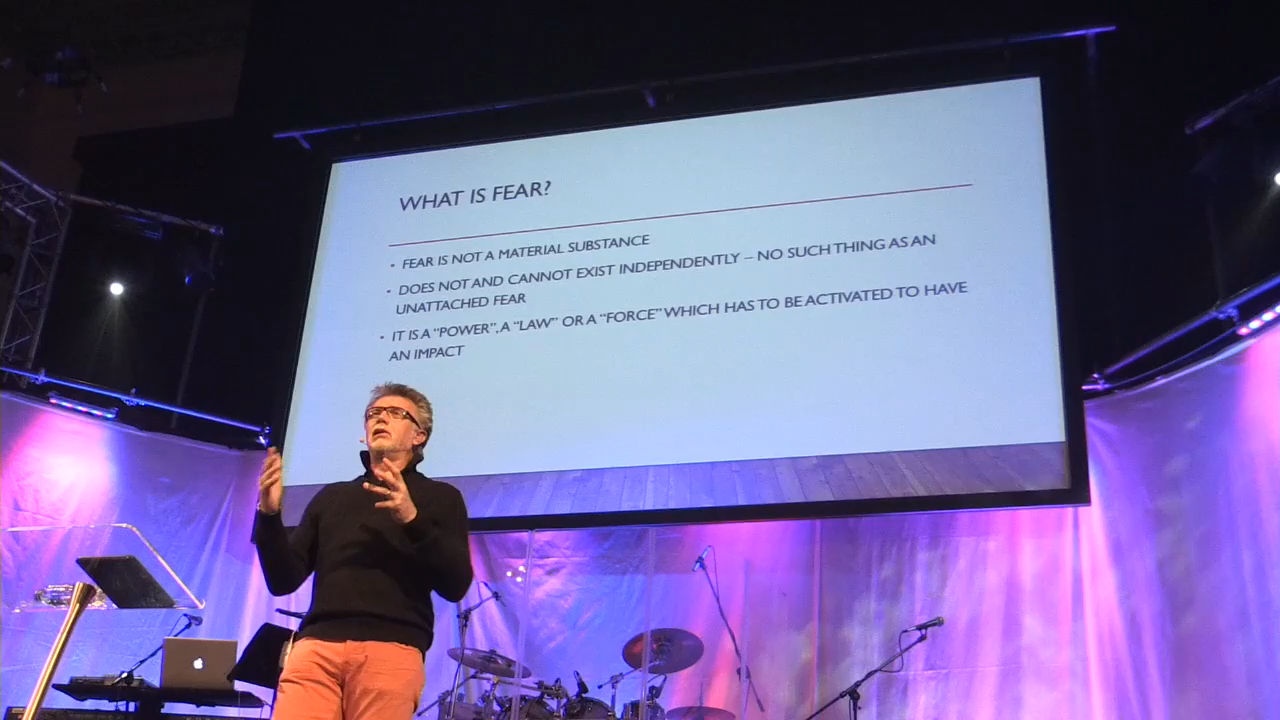 WHAT IS FEAR?
• FEAR IS NOT A MATERIAL SUBSTANCE
• DOES NOT AND CANNOT EXIST INDEPENDENTLY – NO SUCH THING AS AN
UNATTACHED FEAR
• IT IS A “POWER”, A “LAW” OR A “FORCE” WHICH HAS TO BE ACTIVATED TO HAVE
AN IMPACT